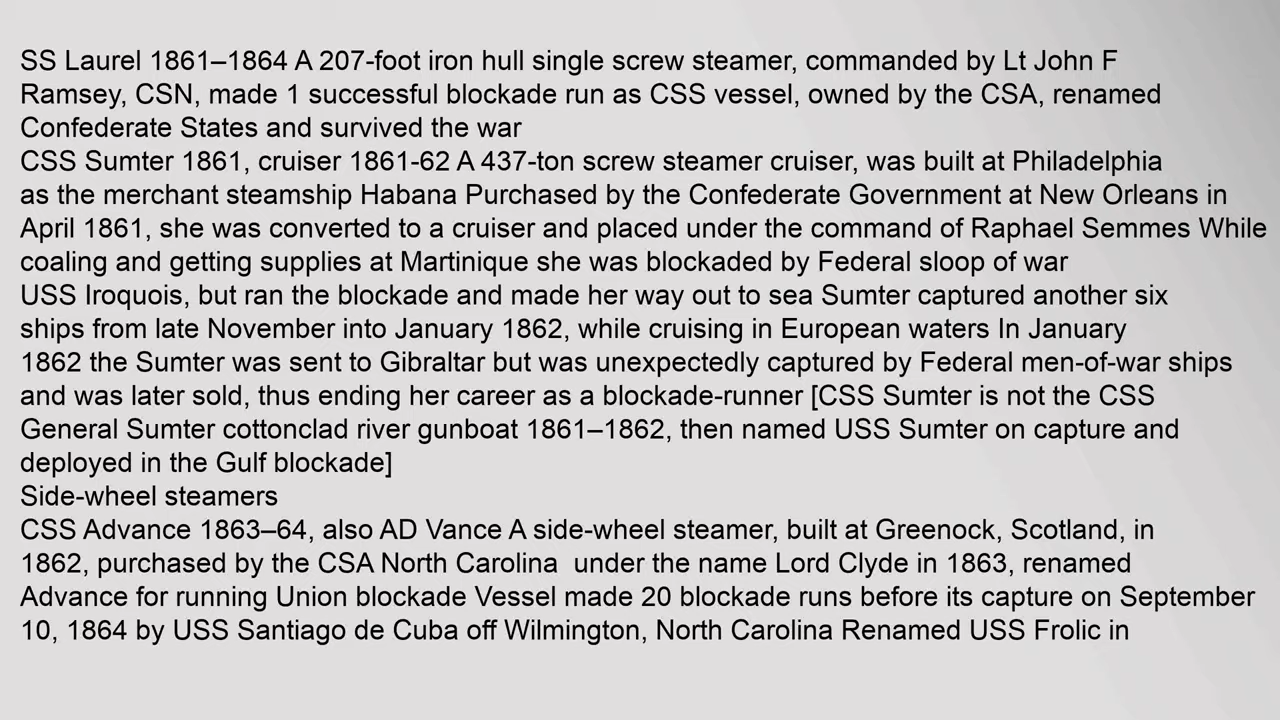 SS Laurel 1861–1864 A 207-foot iron hull single screw steamer, commanded by Lt John F
Ramsey, CSN, made 1 successful blockade run as CSS vessel, owned by the CSA, renamed
Confederate States and survived the war
CSS Sumter 1861, cruiser 1861-62 A 437-ton screw steamer cruiser, was built at Philadelphia
as the merchant steamship Habana Purchased by the Confederate Government at New Orleans in
April 1861, she was converted to a cruiser and placed under the command of Raphael Semmes While
coaling and getting supplies at Martinique she was blockaded by Federal sloop of war
USS Iroquois, but ran the blockade and made her way out to sea Sumter captured another six
ships from late November into January 1862, while cruising in European waters In January
1862 the Sumter was sent to Gibraltar but was unexpectedly captured by Federal men-of-war ships
and was later sold, thus ending her career as a blockade-runner [CSS Sumter is not the CSS
General Sumter cottonclad river gunboat 1861–1862, then named USS Sumter on capture and
deployed in the Gulf blockade]
Side-wheel steamers
CSS Advance 1863–64, also AD Vance A side-wheel steamer, built at Greenock, Scotland, in
1862, purchased by the CSA North Carolina  under the name Lord Clyde in 1863, renamed
Advance for running Union blockade Vessel made 20 blockade runs before its capture on September
10, 1864 by USS Santiago de Cuba off Wilmington, North Carolina Renamed USS Frolic in